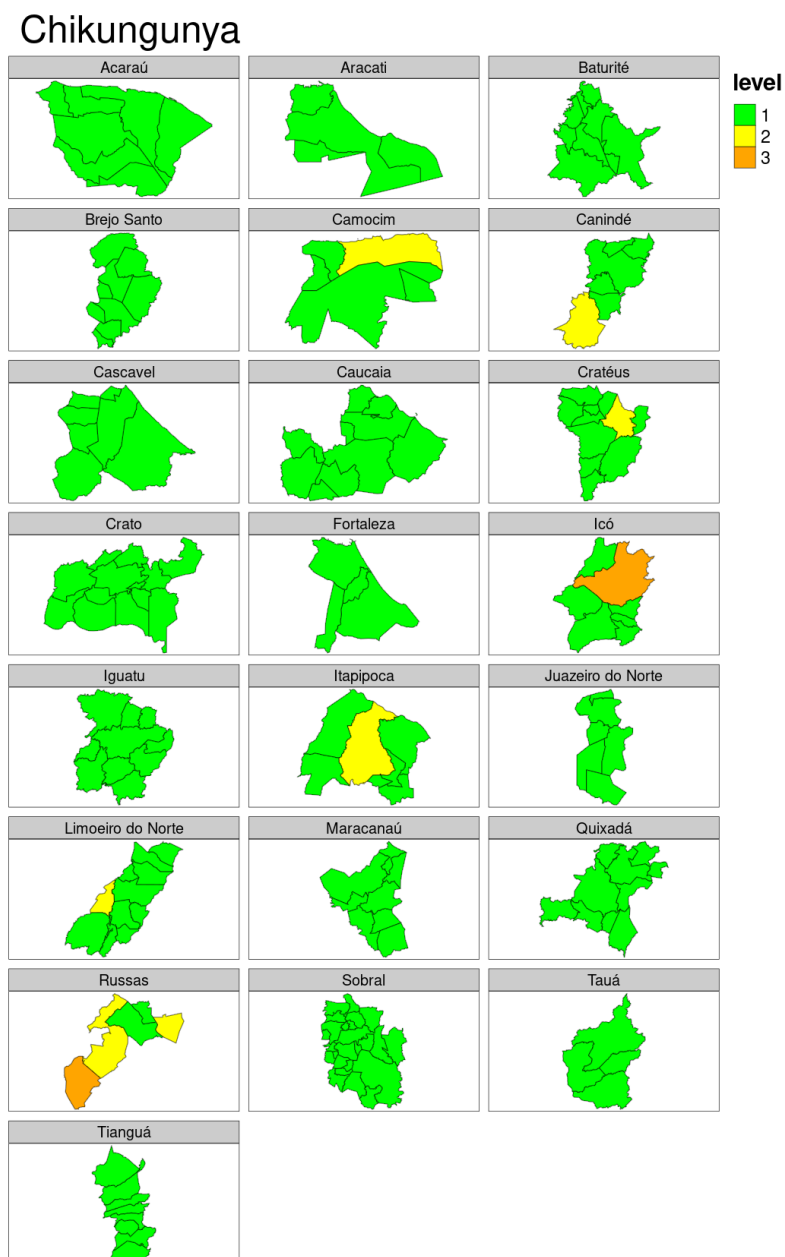 Chikungunya
Acaraú
Aracati
Baturité
level
1
2
3
Brejo Santo
Camocim
Canindé
Cascavel
Caucaia
Cratéus
Crato
Fortaleza
Icó
Iguatu
Itapipoca
Juazeiro do Norte
Limoeiro do Norte
Maracanaú
Quixadá
Russas
Sobral
Tauá
Tianguá